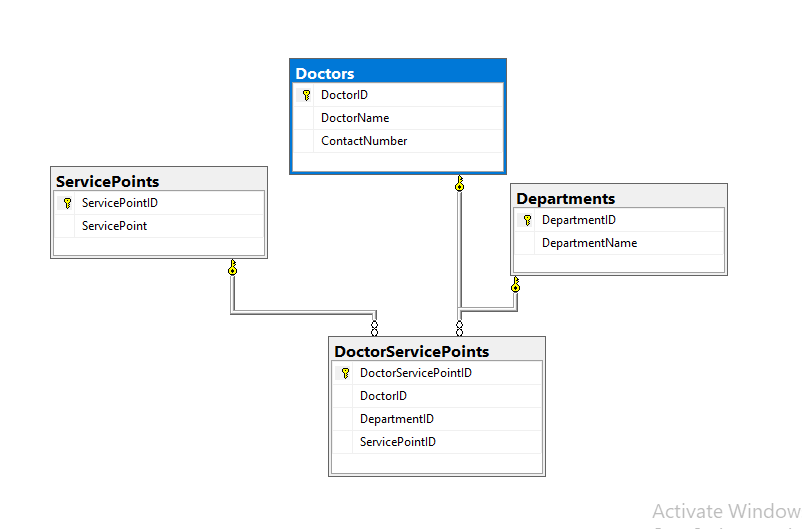 Doctors
DoctorID
DoctorName
ContactNumber
ServicePoints
ServicePointID
ServicePoint
Departments
DepartmentID
DepartmentName
DoctorServicePoints
DoctorServicePointID
DoctorID
DepartmentID
ServicePointID
Activate Window